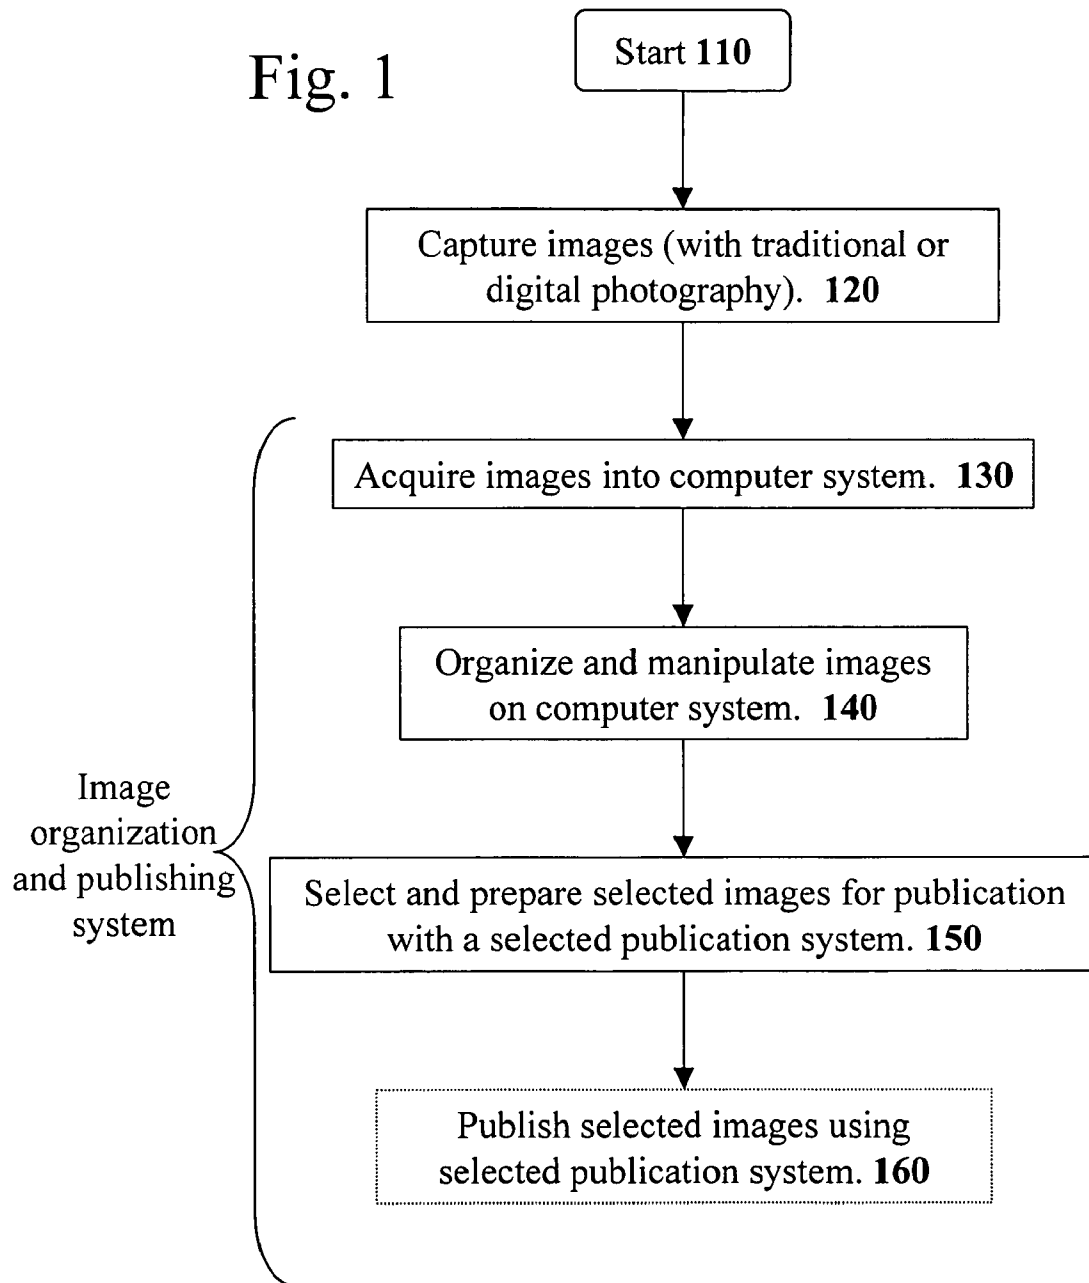 Fig. 1
Start 110
Capture images (with traditional or
digital photography). 120
Acquire images into computer system. 130
Organize and manipulate images
on computer system. 140
Image
organization
and publishing
system
Select and prepare selected images for publication
with a selected publication system. 150
Publish selected images using
selected publication system. 160